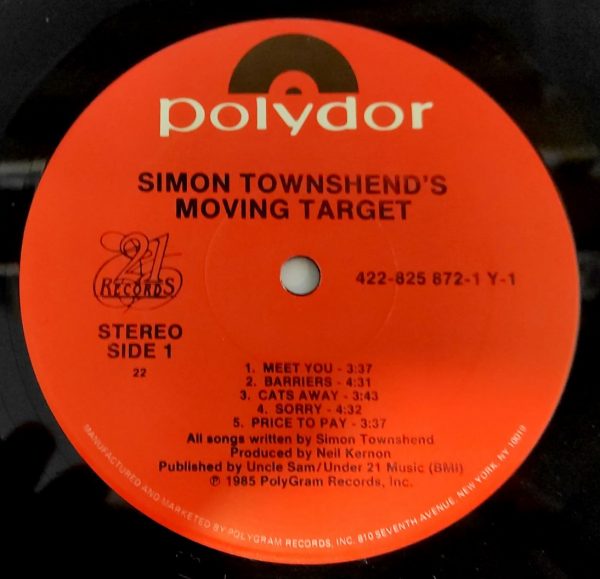 polydor
SIMON TOWNSHEND'S
MOVING TARGET
21
RECORDS
422-825 872-1 Y-1
STEREO
SIDE 1
22
1. MEET YOU - 3:37
2. BARRIERS - 4:31
3. CATS AWAY - 3:43
4. SORRY - 4:32
5. PRICE TO PAY - 3:37
All songs written by Simon Townshend
Produced by Neil Kernon
Published by Uncle Sam/Under 21 Music (BMI)
℗ 1985 PolyGram Records, Inc.
MANUFACTURED AND MARKETED BY POLYGRAM RECORDS, INC. 810 SEVENTH AVENUE, NEW YORK, NY. 10019